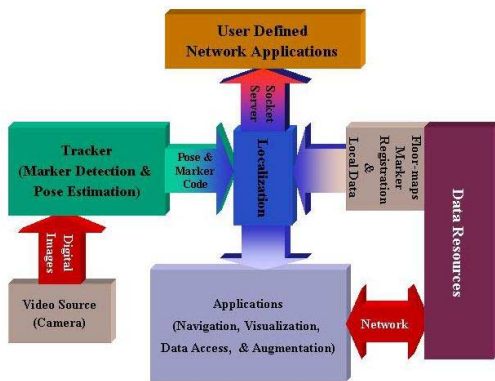 User Defined
Network Applications
Socket
Server
Tracker
(Marker Detection &
Pose Estimation)
Pose &
Marker
Code
Localization
Floor-maps
Marker
Registration
&
Local Data
Data Resources
Digital
Images
Video Source
(Camera)
Applications
(Navigation, Visualization,
Data Access, & Augmentation)
Network